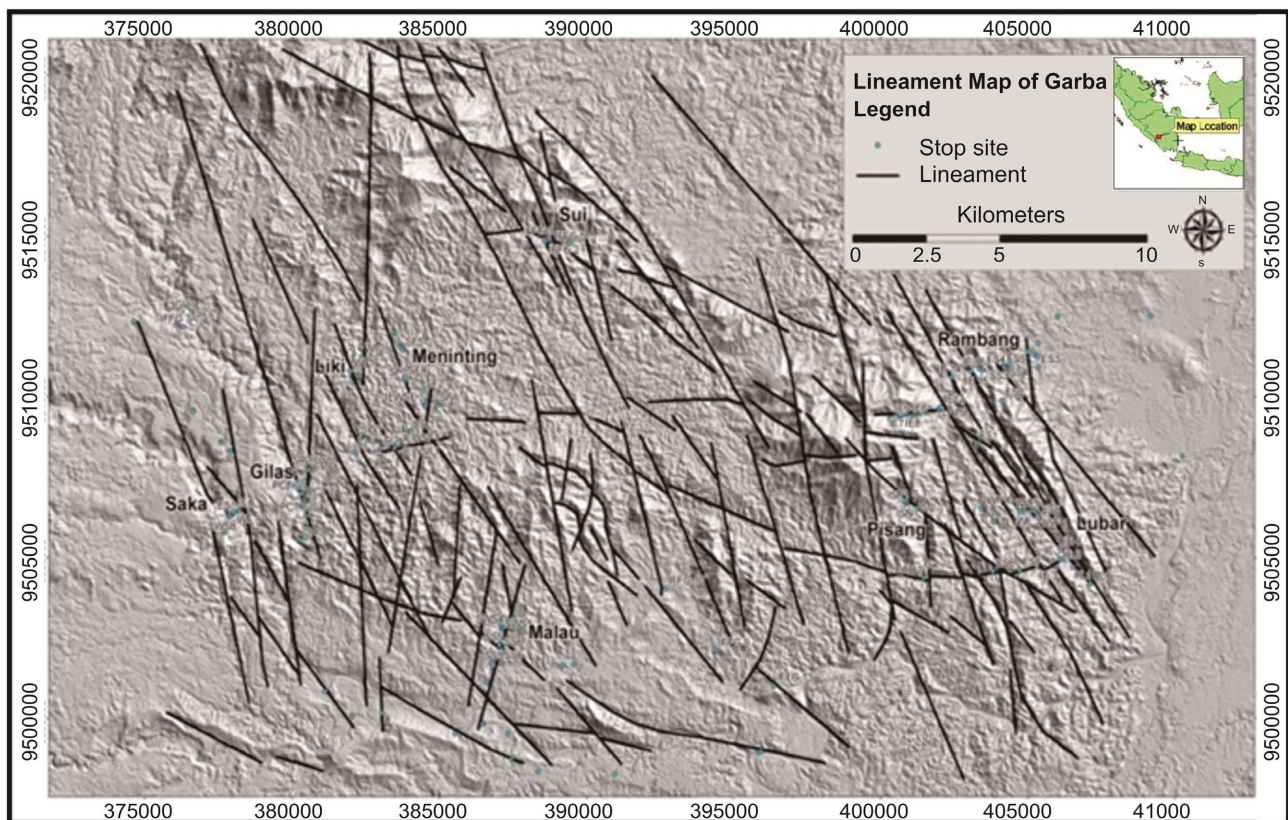 375000 380000 385000 390000 395000 400000 405000 41000
9520000
9515000
9510000
9505000
9500000
Lineament Map of Garba
Legend
Stop site
Lineament
Kilometers
0 2.5 5 10
Map Location
N
W E
S
Sui
Rambang
Liki
Meninting
Gilas
Saka
Pisang
Lubar
Malau
9520000
9515000
9510000
9505000
9500000
375000 380000 385000 390000 395000 400000 405000 41000